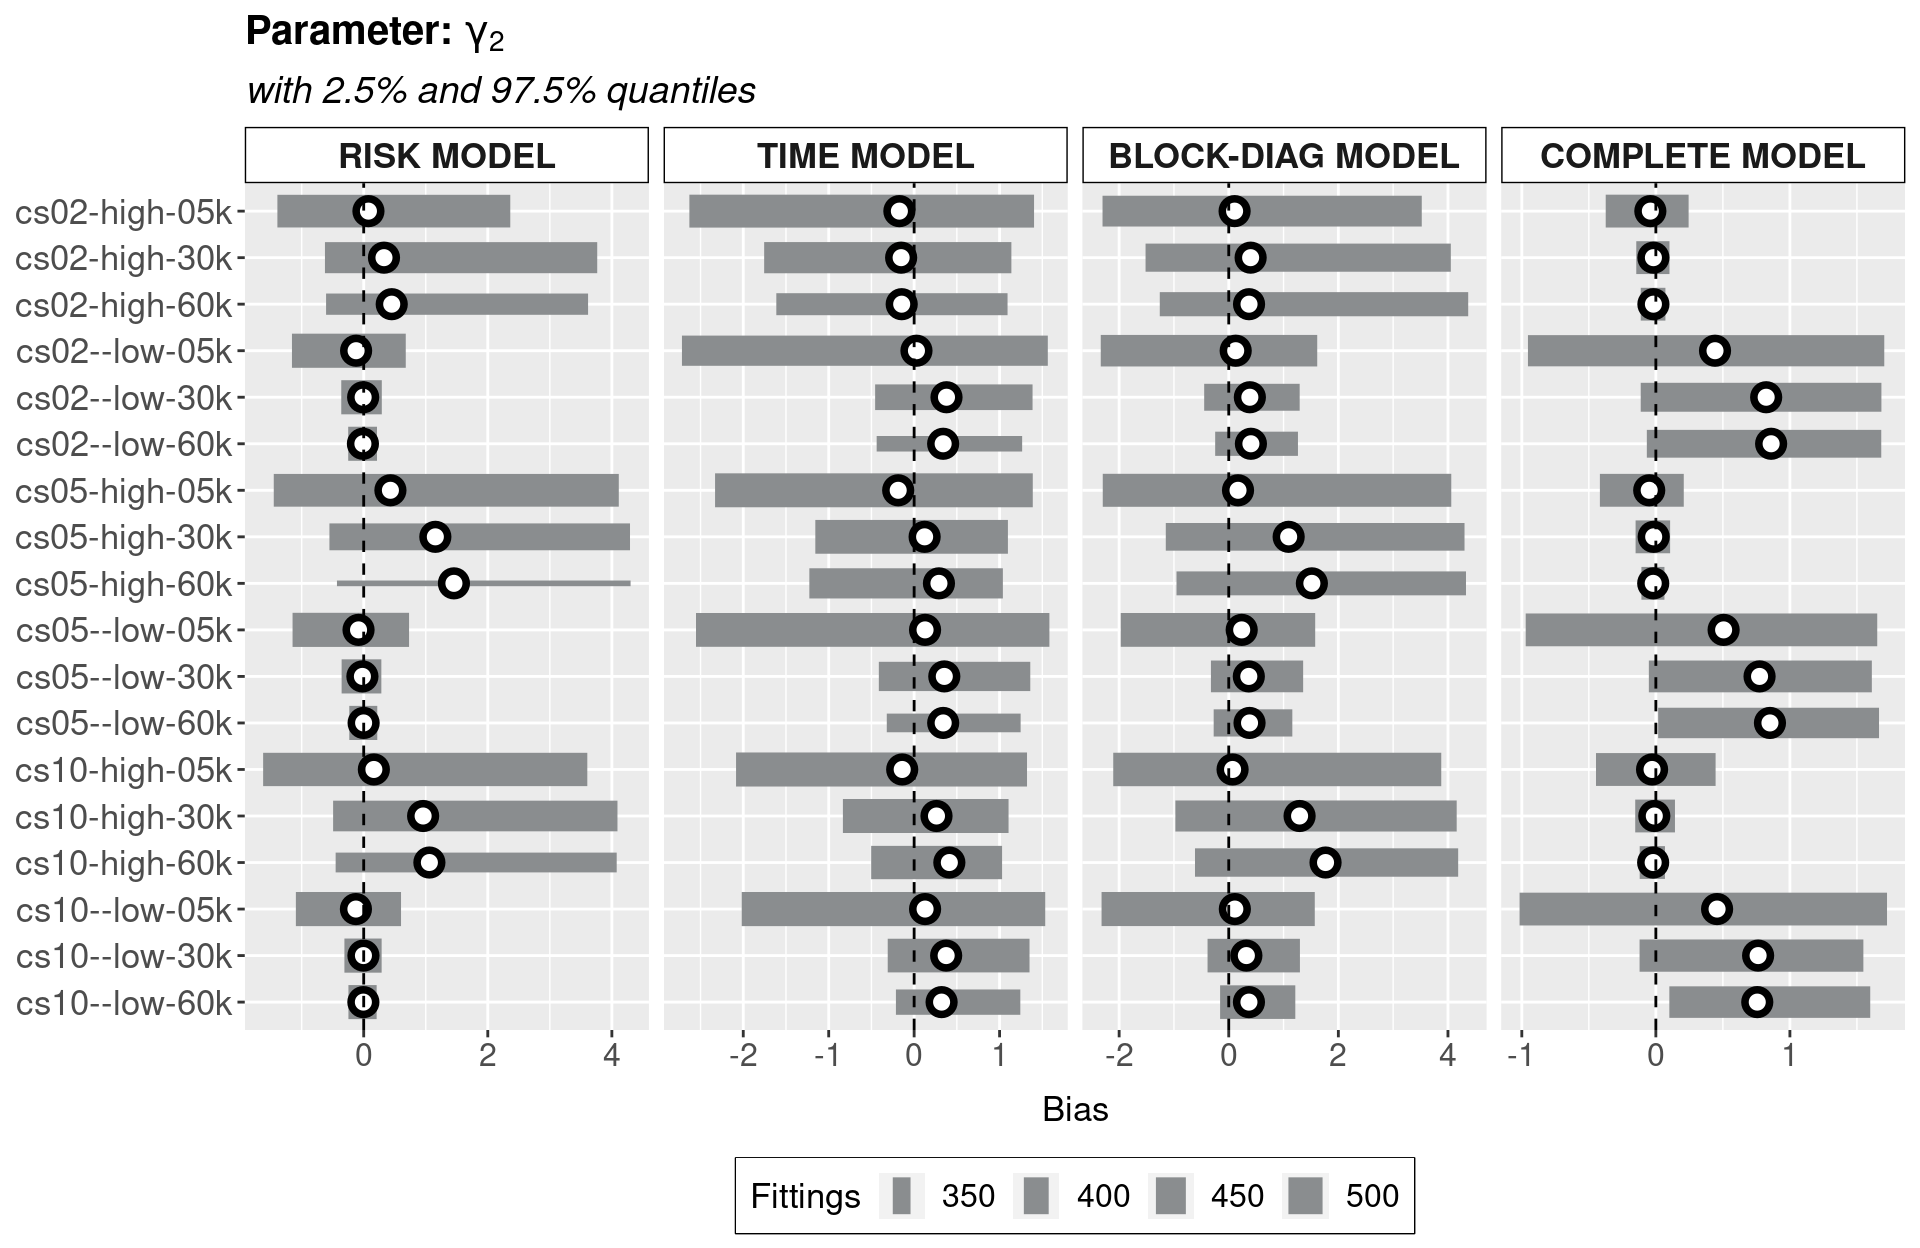 Parameter: γ₂
with 2.5% and 97.5% quantiles
RISK MODEL TIME MODEL BLOCK-DIAG MODEL COMPLETE MODEL
cs02-high-05k
cs02-high-30k
cs02-high-60k
cs02--low-05k
cs02--low-30k
cs02--low-60k
cs05-high-05k
cs05-high-30k
cs05-high-60k
cs05--low-05k
cs05--low-30k
cs05--low-60k
cs10-high-05k
cs10-high-30k
cs10-high-60k
cs10--low-05k
cs10--low-30k
cs10--low-60k
0 2 4 -2 -1 0 1 -2 0 2 4 -1 0 1
Bias
Fittings 350 400 450 500